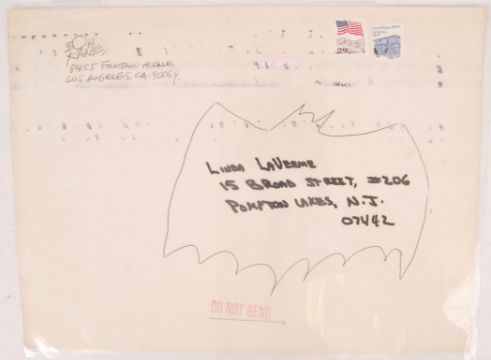 BOB
KANE
8455 FOUNTAIN AVENUE
LOS ANGELES, CA. 90069
29
LINDA LAVERNE
15 BROAD STREET, #206
POMPTON LAKES, N.J.
07442
DO NOT BEND